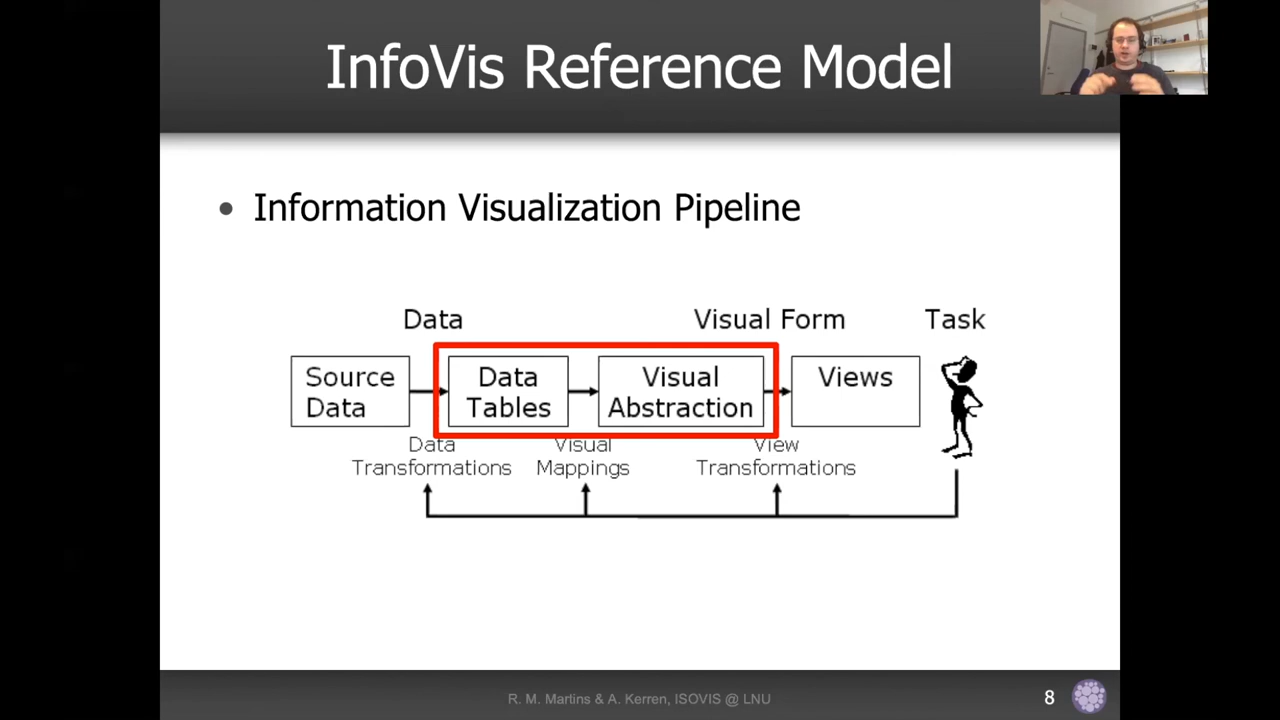 InfoVis Reference Model
• Information Visualization Pipeline
Data
Visual Form
Task
Source
Data
Data
Tables
Visual
Abstraction
Views
Data
Transformations
Visual
Mappings
View
Transformations
R. M. Martins & A. Kerren, ISOVIS @ LNU
8